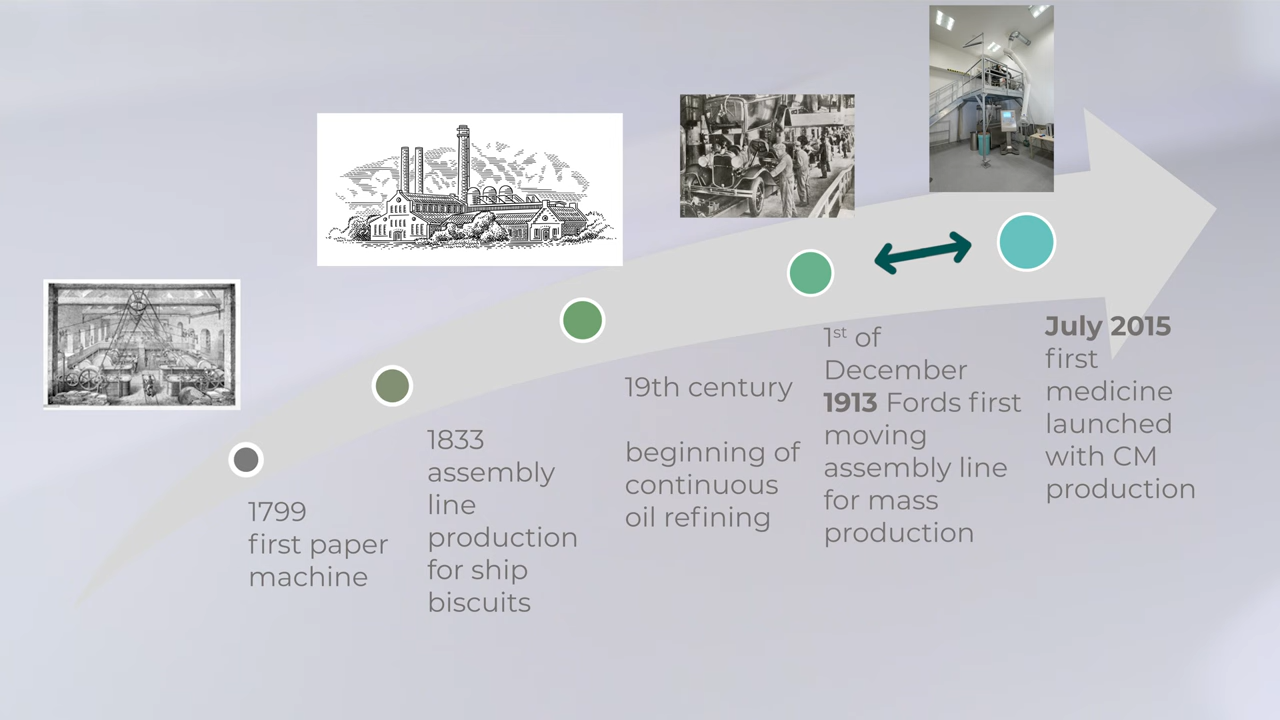 1799
first paper
machine
1833
assembly
line
production
for ship
biscuits
19th century
beginning of
continuous
oil refining
1st of
December
1913 Fords first
moving
assembly line
for mass
production
July 2015
first
medicine
launched
with CM
production